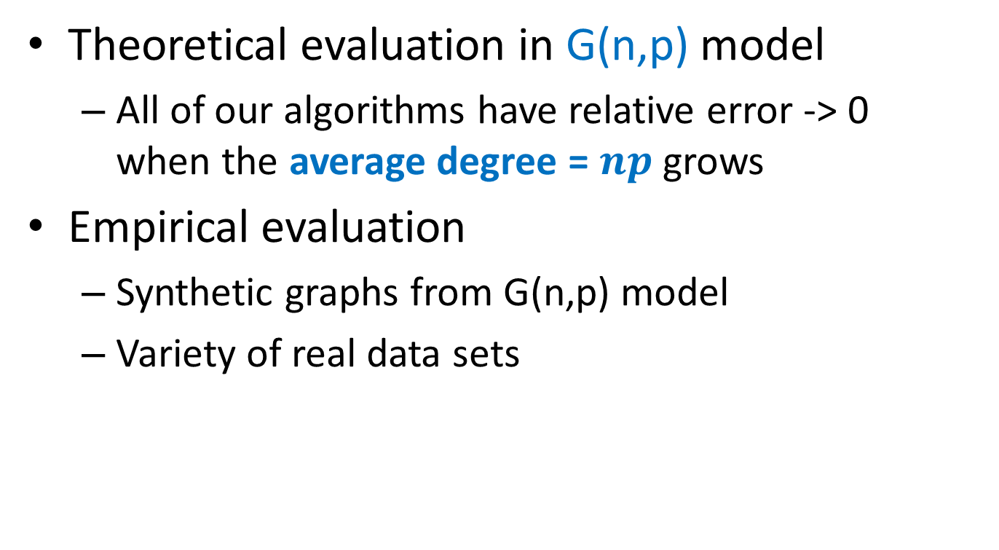 • Theoretical evaluation in G(n,p) model
– All of our algorithms have relative error -> 0
when the average degree = np grows
• Empirical evaluation
– Synthetic graphs from G(n,p) model
– Variety of real data sets